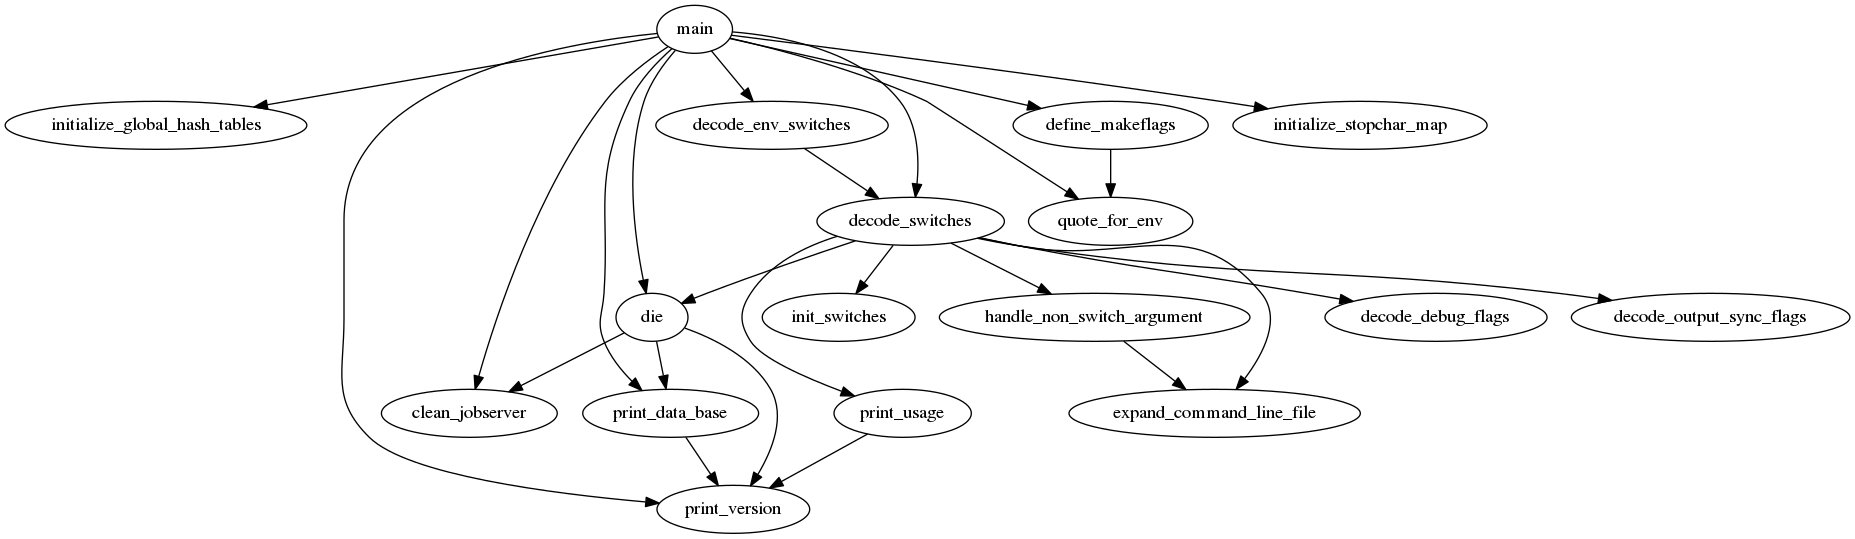 main
initialize_global_hash_tables
decode_env_switches
define_makeflags
initialize_stopchar_map
decode_switches
quote_for_env
die
init_switches
handle_non_switch_argument
decode_debug_flags
decode_output_sync_flags
clean_jobserver
print_data_base
print_usage
expand_command_line_file
print_version